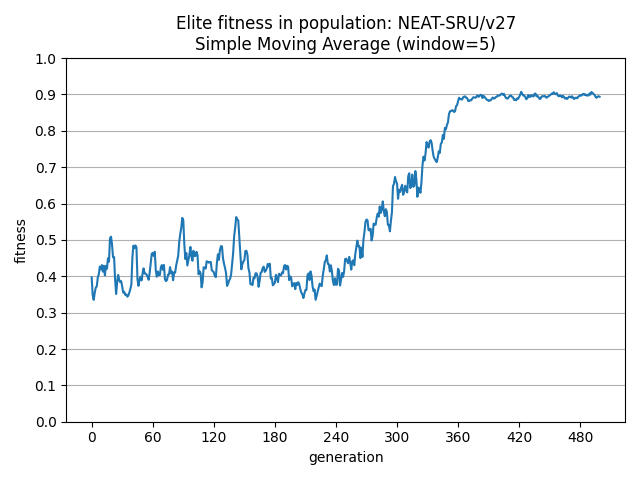 Elite fitness in population: NEAT-SRU/v27
Simple Moving Average (window=5)
1.0
0.9
0.8
0.7
0.6
0.5
0.4
0.3
0.2
0.1
0.0
fitness
0 60 120 180 240 300 360 420 480
generation